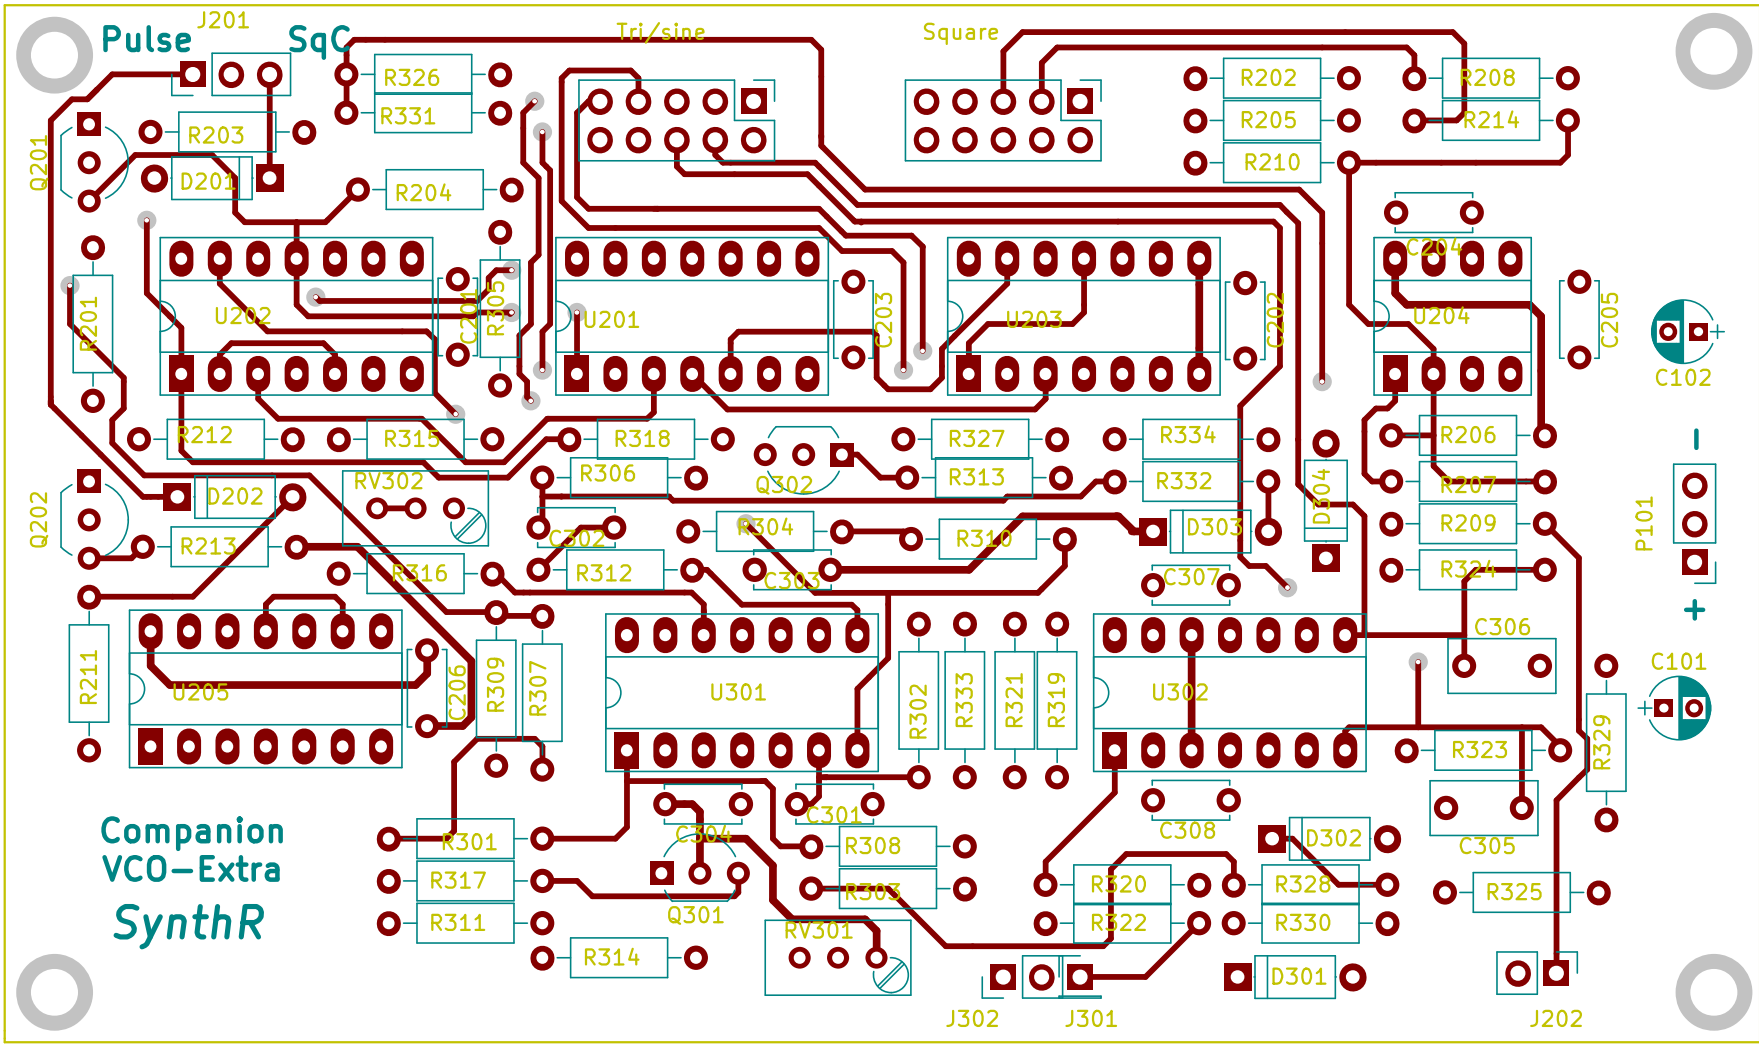 J201
Pulse SqC
Tri/sine
Square
R326
R202
R208
R331
R203
R205
R214
Q201
R210
D201
R204
C204
R201
U202
C201
R305
U201
C203
U203
C202
U204
C205
C102
R212
R315
R318
R327
R334
R206
−
R306
R313
R332
R207
RV302
Q302
D202
D304
Q202
R304
D303
R209
P101
C302
R310
R213
R316
R312
C303
C307
R324
+
C306
R211
U205
C206
R309
R307
U301
R302
R333
R321
R319
U302
C101
R323
R329
Companion
VCO-Extra
SynthR
R301
C304
C301
R308
C308
D302
C305
R317
R303
R320
R328
R325
Q301
R311
RV301
R322
R330
R314
D301
J302
J301
J202